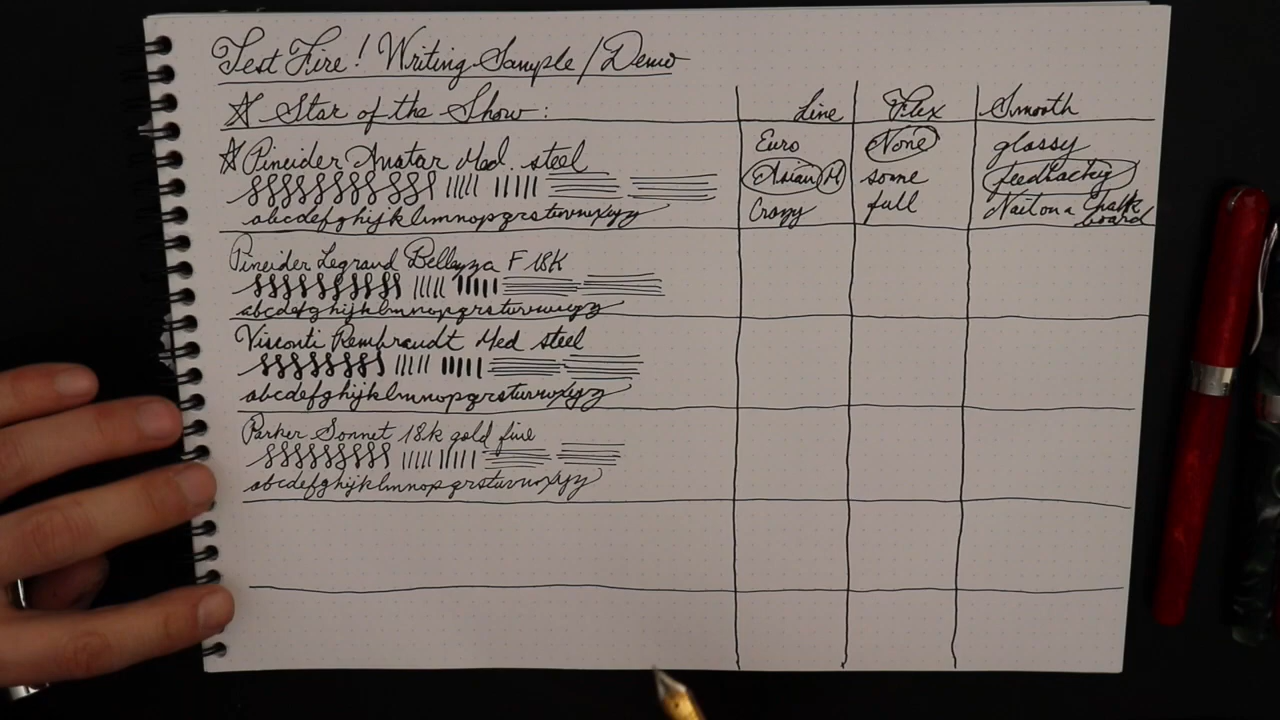 Test Fire! Writing Sample/Demo
☆ Star of the Show: Line Flex Smooth
☆ Pineider Avatar Med. steel
Euro None glossy
Asian M some feedbacky
abcdefghijklmnopqrstuvwxyz
Crazy full Nail on a Chalk board
Pineider Legrand Bellezza F 18K
abcdefghijklmnopqrstuvwxyz
Visconti Rembrandt Med steel
abcdefghijklmnopqrstuvwxyz
Parker Sonnet 18k gold fine
abcdefghijklmnopqrstuvwxyz